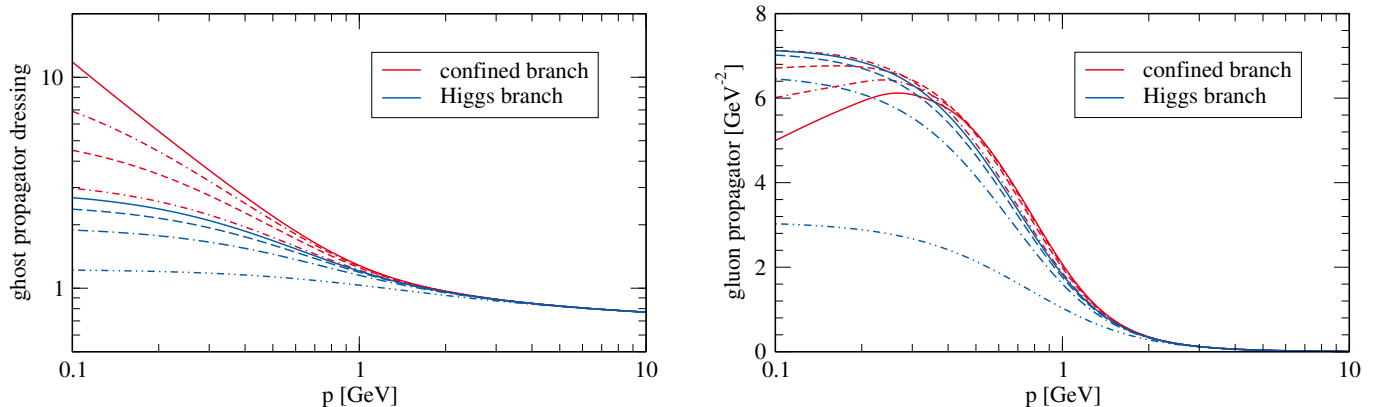 ghost propagator dressing
10
1
confined branch
Higgs branch
0.1
1
10
p [GeV]
gluon propagator [GeV⁻²]
8
6
4
2
0
confined branch
Higgs branch
0.1
1
10
p [GeV]